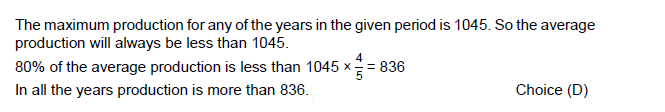 The maximum production for any of the years in the given period is 1045. So the average
production will always be less than 1045.
80% of the average production is less than 1045 × 4/5 = 836
In all the years production is more than 836. Choice (D)